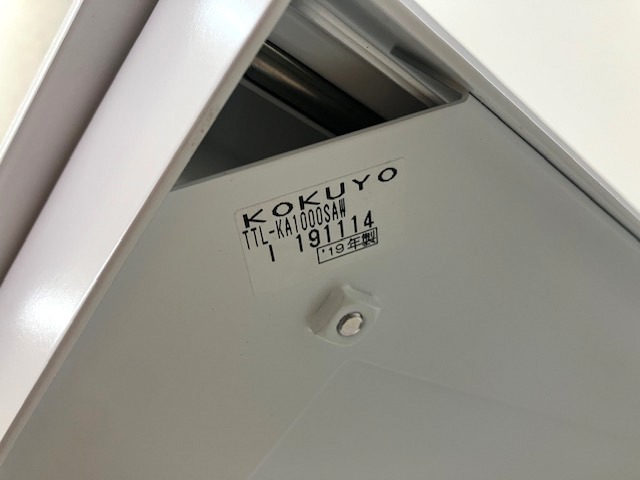 KOKUYO
TTL-KA1000SAW
I 191114
'19年製